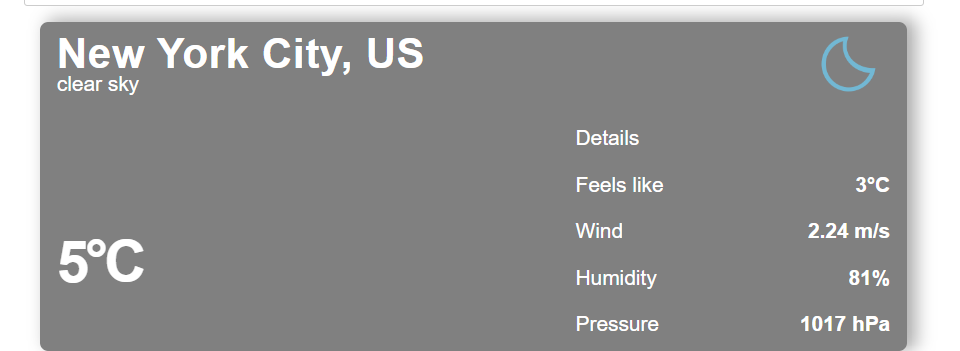 New York City, US
clear sky
5°C
Details
Feels like 3°C
Wind 2.24 m/s
Humidity 81%
Pressure 1017 hPa